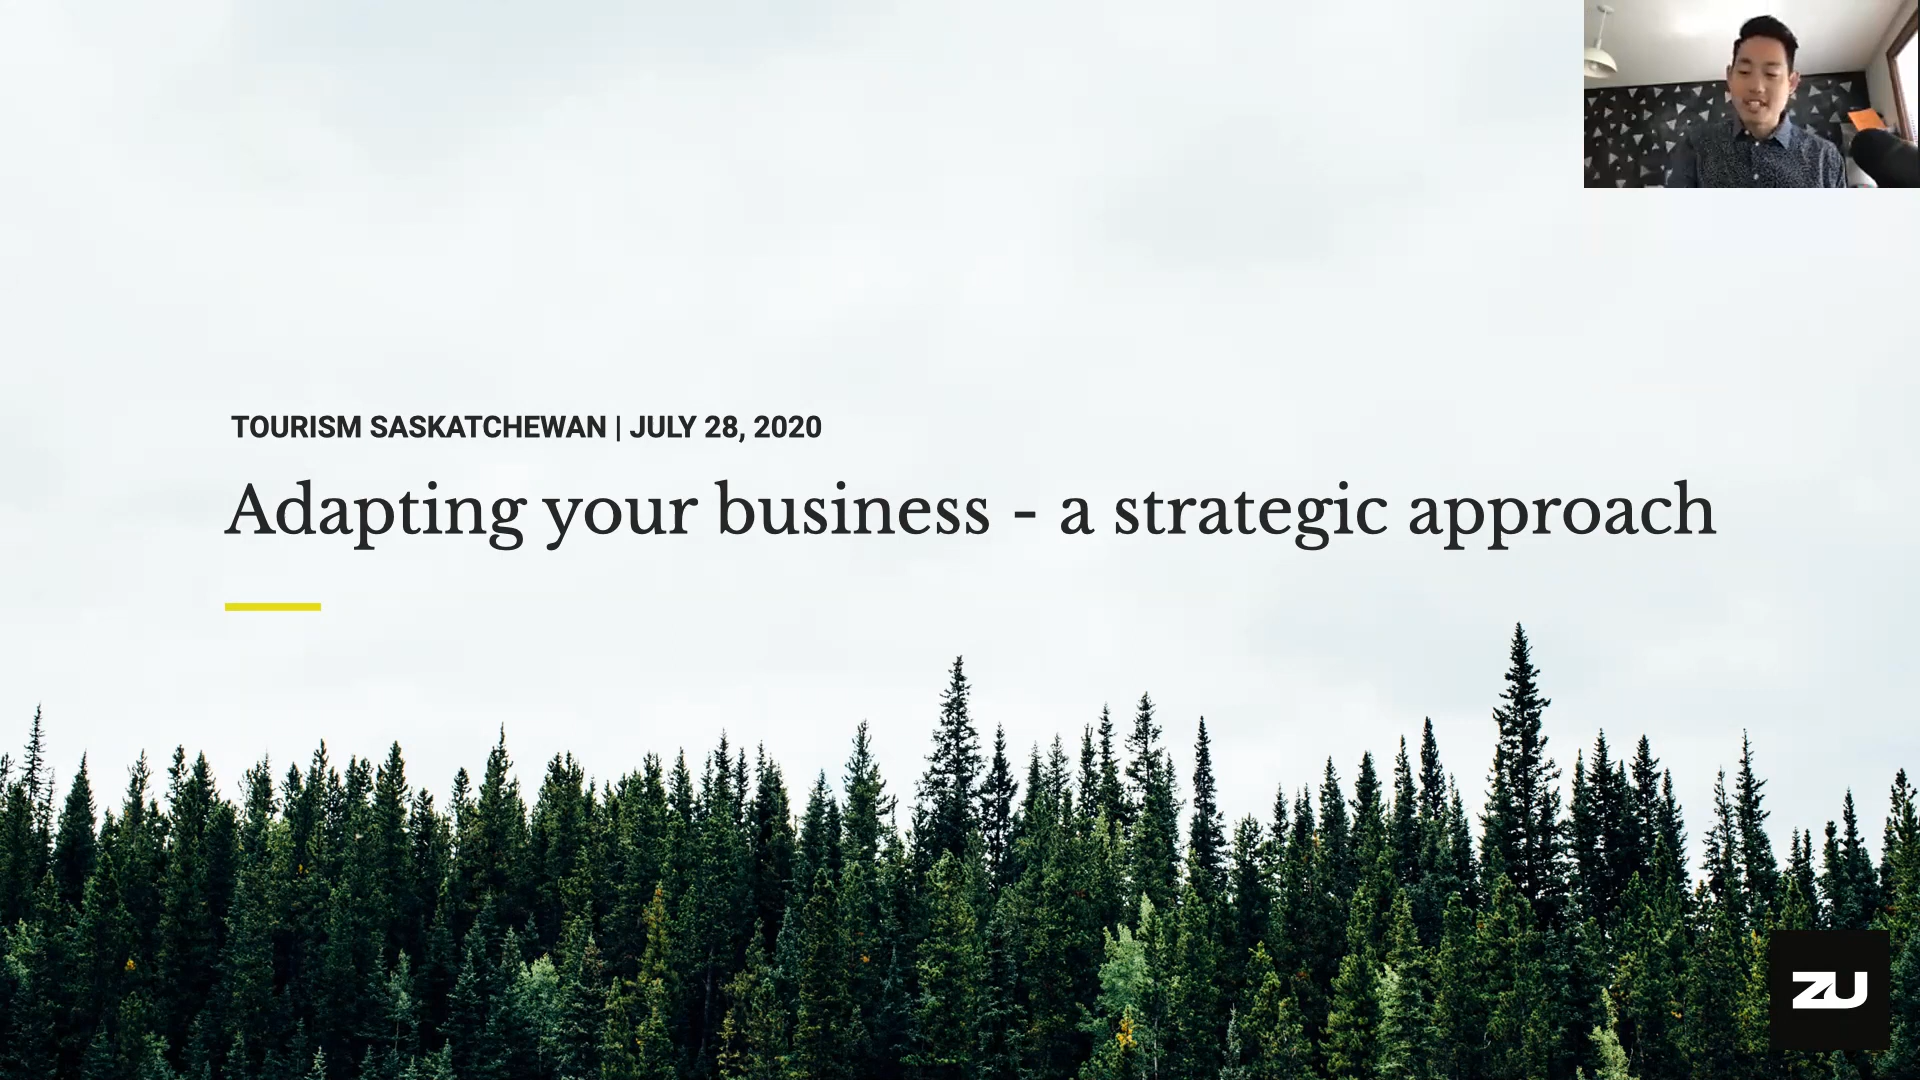 TOURISM SASKATCHEWAN | JULY 28, 2020
Adapting your business - a strategic approach
ZU